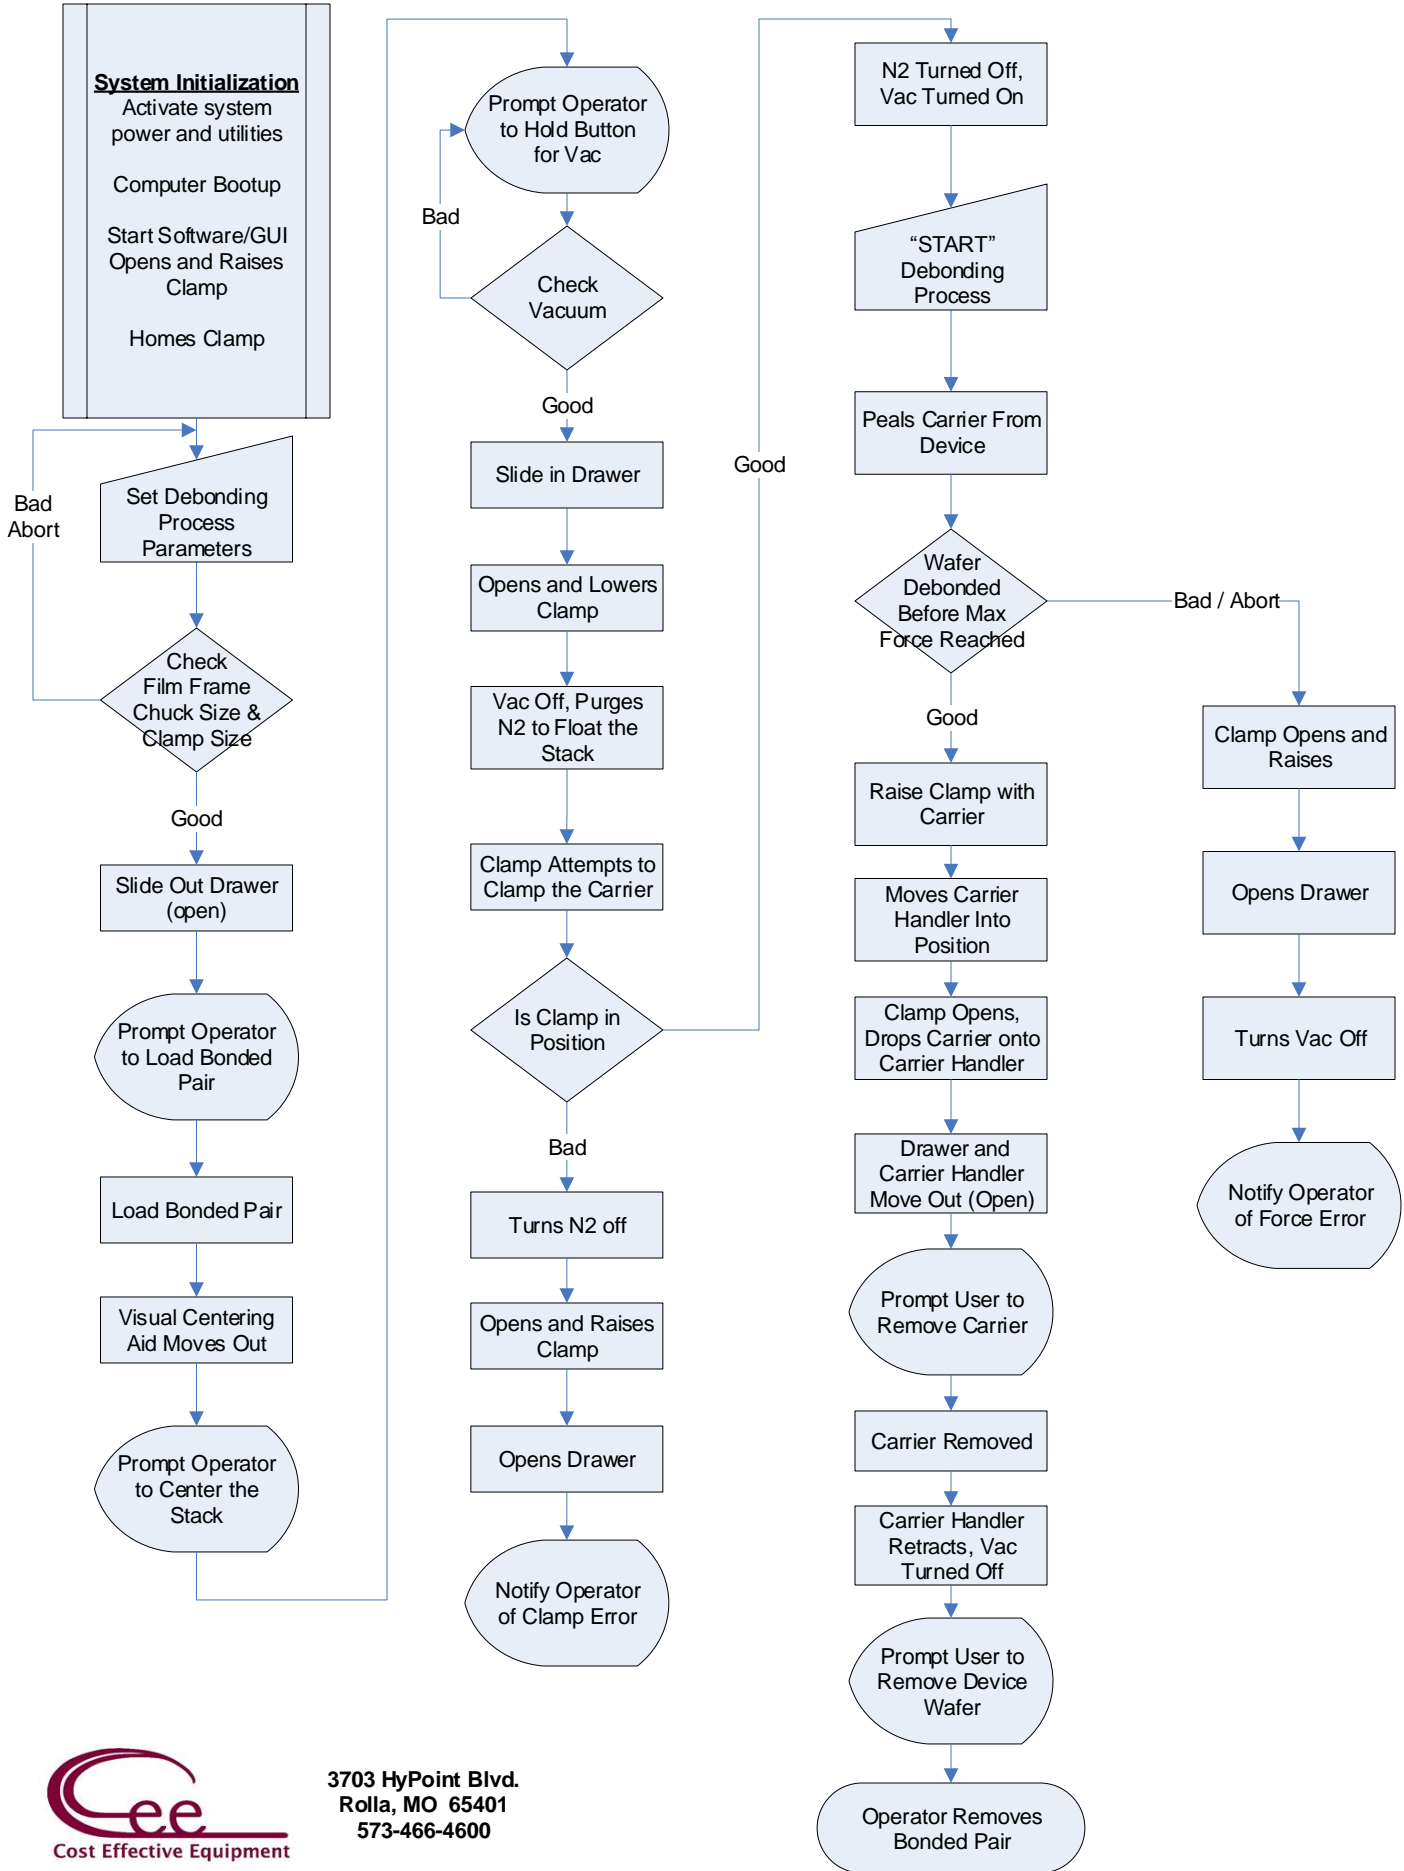 System Initialization
Activate system
power and utilities
Computer Bootup
Start Software/GUI
Opens and Raises
Clamp
Homes Clamp
Bad
Abort
Set Debonding
Process
Parameters
Check
Film Frame
Chuck Size &
Clamp Size
Good
Slide Out Drawer
(open)
Prompt Operator
to Load Bonded
Pair
Load Bonded Pair
Visual Centering
Aid Moves Out
Prompt Operator
to Center the
Stack
Prompt Operator
to Hold Button
for Vac
Bad
Check
Vacuum
Good
Slide in Drawer
Opens and Lowers
Clamp
Vac Off, Purges
N2 to Float the
Stack
Clamp Attempts to
Clamp the Carrier
Is Clamp in
Position
Good
Bad
Turns N2 off
Opens and Raises
Clamp
Opens Drawer
Notify Operator
of Clamp Error
N2 Turned Off,
Vac Turned On
“START”
Debonding
Process
Peals Carrier From
Device
Wafer
Debonded
Before Max
Force Reached
Bad / Abort
Good
Raise Clamp with
Carrier
Moves Carrier
Handler Into
Position
Clamp Opens,
Drops Carrier onto
Carrier Handler
Drawer and
Carrier Handler
Move Out (Open)
Prompt User to
Remove Carrier
Carrier Removed
Carrier Handler
Retracts, Vac
Turned Off
Prompt User to
Remove Device
Wafer
Operator Removes
Bonded Pair
Clamp Opens and
Raises
Opens Drawer
Turns Vac Off
Notify Operator
of Force Error
Cee
Cost Effective Equipment
3703 HyPoint Blvd.
Rolla, MO 65401
573-466-4600